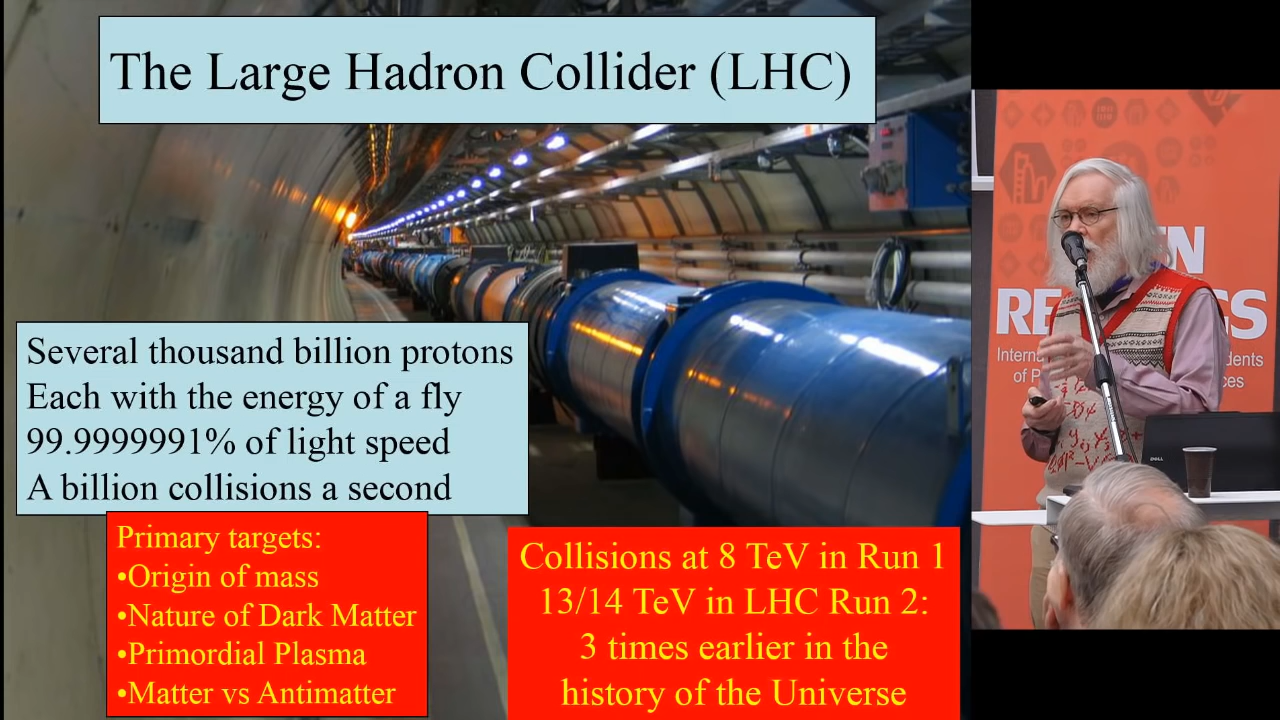 The Large Hadron Collider (LHC)
Several thousand billion protons
Each with the energy of a fly
99.9999991% of light speed
A billion collisions a second
Primary targets:
•Origin of mass
•Nature of Dark Matter
•Primordial Plasma
•Matter vs Antimatter
Collisions at 8 TeV in Run 1
13/14 TeV in LHC Run 2:
3 times earlier in the
history of the Universe
DELL